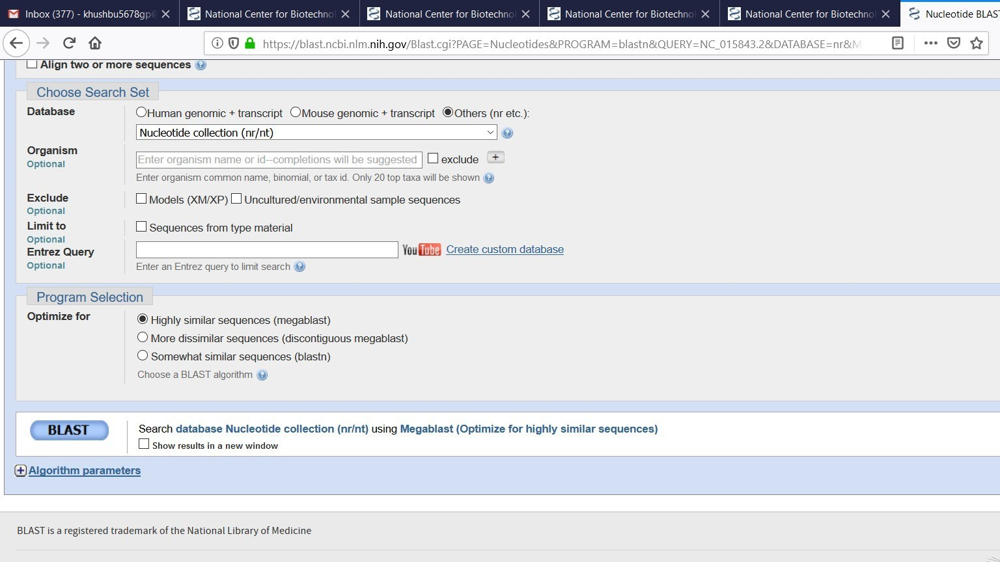 Inbox (377) - khushbu5678gp@
National Center for Biotechnol
National Center for Biotechno
National Center for Biotechno
National Center for Biotechno
Nucleotide BLAS
https://blast.ncbi.nlm.nih.gov/Blast.cgi?PAGE=Nucleotides&PROGRAM=blastn&QUERY=NC_015843.2&DATABASE=nr&M
Align two or more sequences
Choose Search Set
Database
Human genomic + transcript Mouse genomic + transcript Others (nr etc.):
Nucleotide collection (nr/nt)
Organism
Optional
Enter organism name or id--completions will be suggested
exclude
+
Enter organism common name, binomial, or tax id. Only 20 top taxa will be shown
Exclude
Optional
Models (XM/XP) Uncultured/environmental sample sequences
Limit to
Optional
Sequences from type material
Entrez Query
Optional
YouTube Create custom database
Enter an Entrez query to limit search
Program Selection
Optimize for
Highly similar sequences (megablast)
More dissimilar sequences (discontiguous megablast)
Somewhat similar sequences (blastn)
Choose a BLAST algorithm
BLAST
Search database Nucleotide collection (nr/nt) using Megablast (Optimize for highly similar sequences)
Show results in a new window
Algorithm parameters
BLAST is a registered trademark of the National Library of Medicine